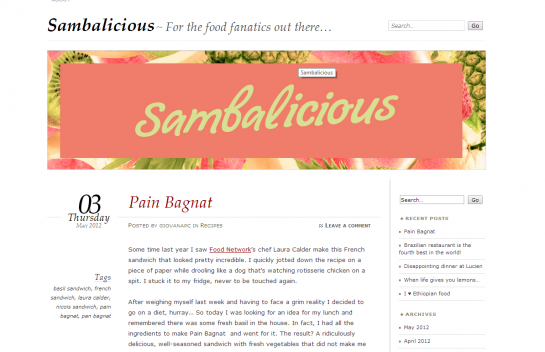 Sambalicious ~ For the food fanatics out there…
Search...
Go
Sambalicious
Sambalicious
03
Thursday
May 2012
Pain Bagnat
Posted by giovanarc in Recipes
Leave a comment
Tags
basil sandwich, french
sandwich, laura calder,
nicois sandwich, pam
bagnat, pan bagnat
Some time last year I saw Food Network's chef Laura Calder make this French
sandwich that looked pretty incredible. I quickly jotted down the recipe on a
piece of paper while drooling like a dog that's watching rotisserie chicken on a
spit. I stuck it to my fridge, never to be touched again.
After weighing myself last week and having to face a grim reality I decided to
go on a diet, hurray... So today I was looking for an idea for my lunch and
remembered there was some fresh basil in the house. In fact, I had all the
ingredients to make Pain Bagnat and went for it. The result? A ridiculously
delicious, well-seasoned sandwich with fresh vegetables that did not make me
Search...
Go
Recent Posts
Pain Bagnat
Brazilian restaurant is the
fourth best in the world!
Disappointing dinner at Lucien
When life gives you lemons…
I ♥ Ethiopian food
Archives
May 2012
April 2012